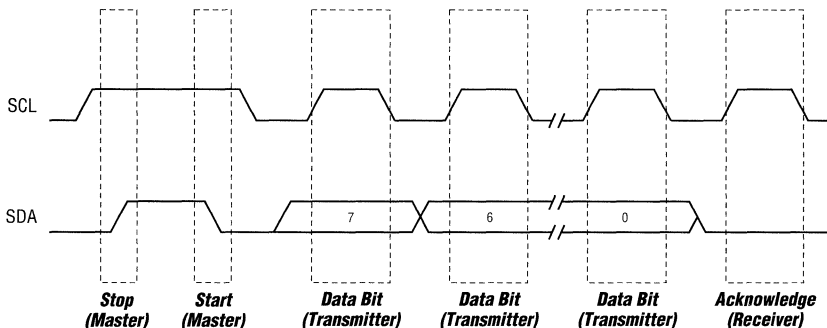 SCL
SDA
7
6
0
Stop
(Master)
Start
(Master)
Data Bit
(Transmitter)
Data Bit
(Transmitter)
Data Bit
(Transmitter)
Acknowledge
(Receiver)